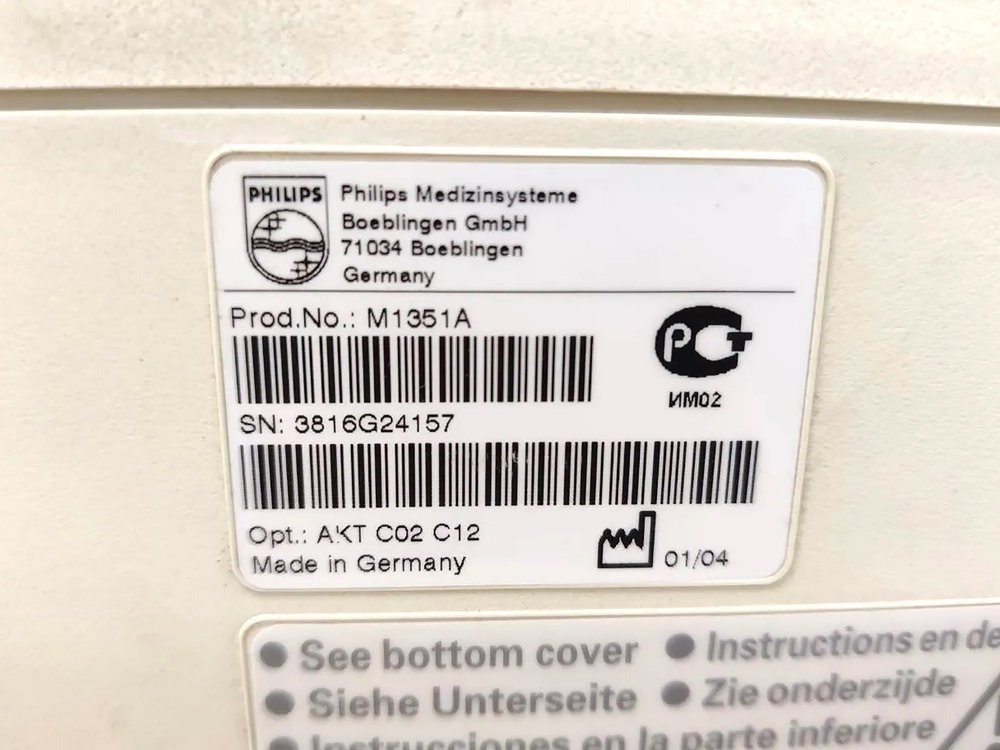 PHILIPS
Philips Medizinsysteme
Boeblingen GmbH
71034 Boeblingen
Germany
Prod.No.: M1351A
РСТ
ИМ02
SN: 3816G24157
Opt.: AKT C02 C12
Made in Germany
01/04
● See bottom cover ● Instructions en de
● Siehe Unterseite ● Zie onderzijde
● Instrucciones en la parte inferiore